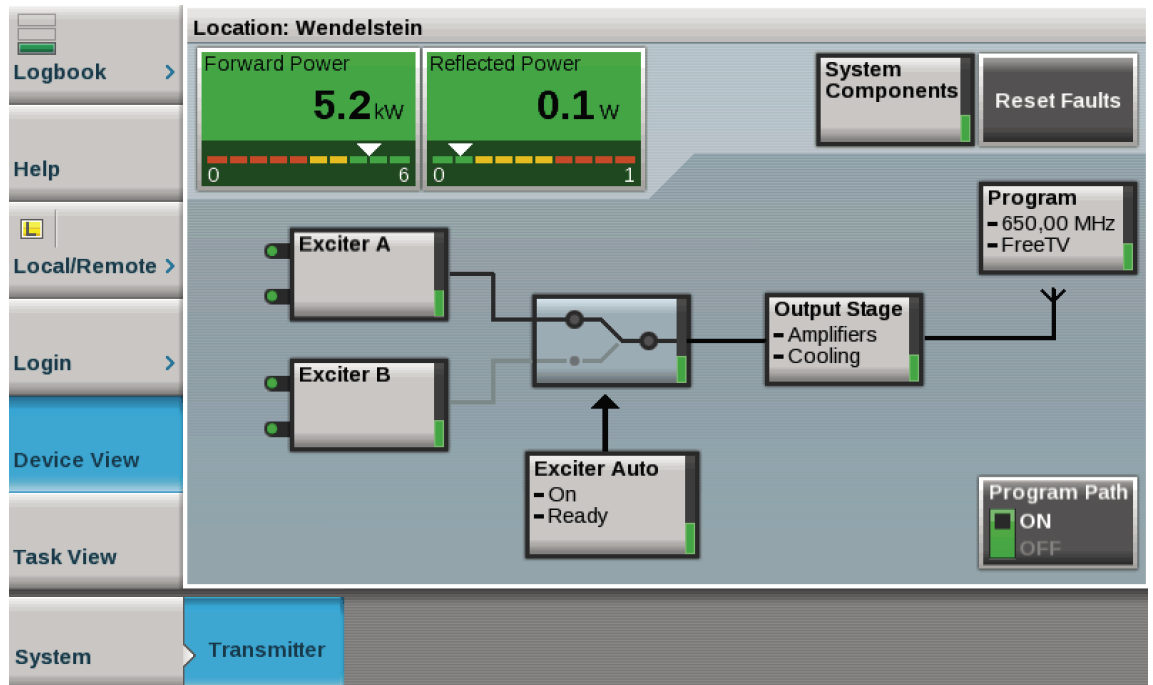 Logbook
Help
L
Local/Remote
Login
Device View
Task View
System
Transmitter
Location: Wendelstein
Forward Power
5.2 kW
0 6
Reflected Power
0.1 W
0 1
System
Components
Reset Faults
Program
- 650,00 MHz
- FreeTV
Exciter A
Exciter B
Output Stage
- Amplifiers
- Cooling
Exciter Auto
- On
- Ready
Program Path
ON
OFF